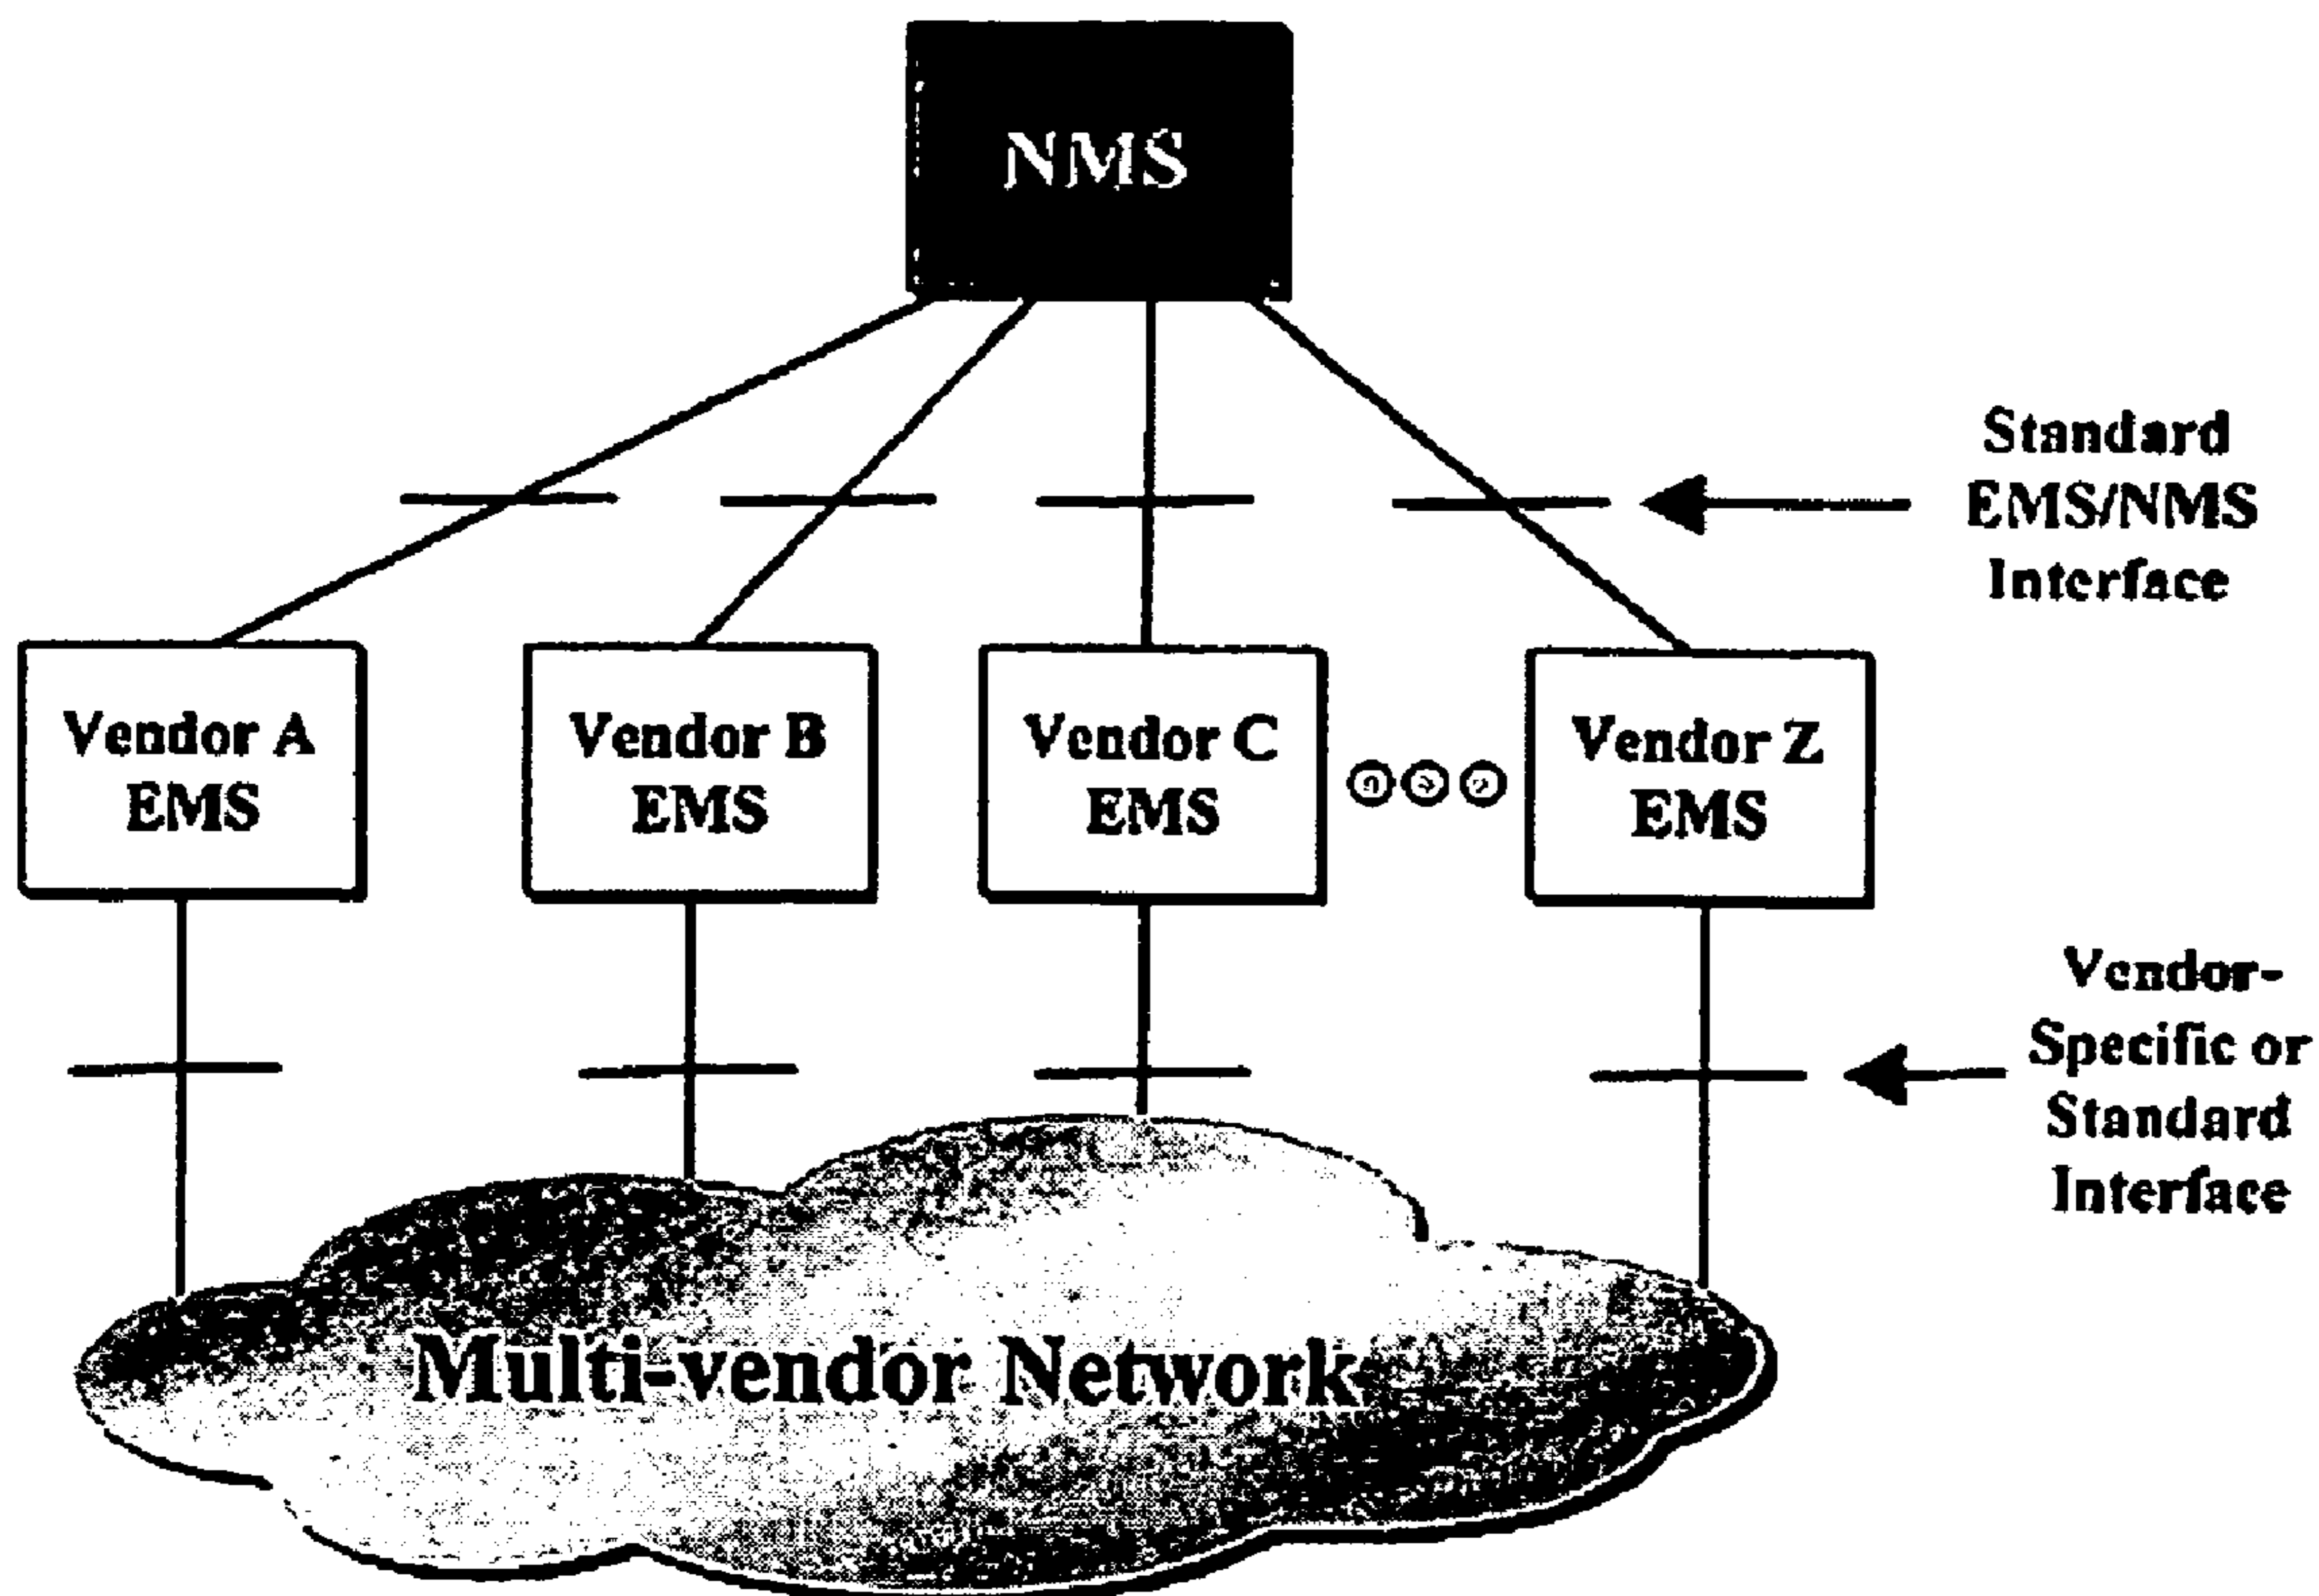 NMS
Standard
EMS/NMS
Interface
Vendor A
EMS
Vendor B
EMS
Vendor C
EMS
Vendor Z
EMS
Vendor-
Specific or
Standard
Interface
Multi-vendor Network